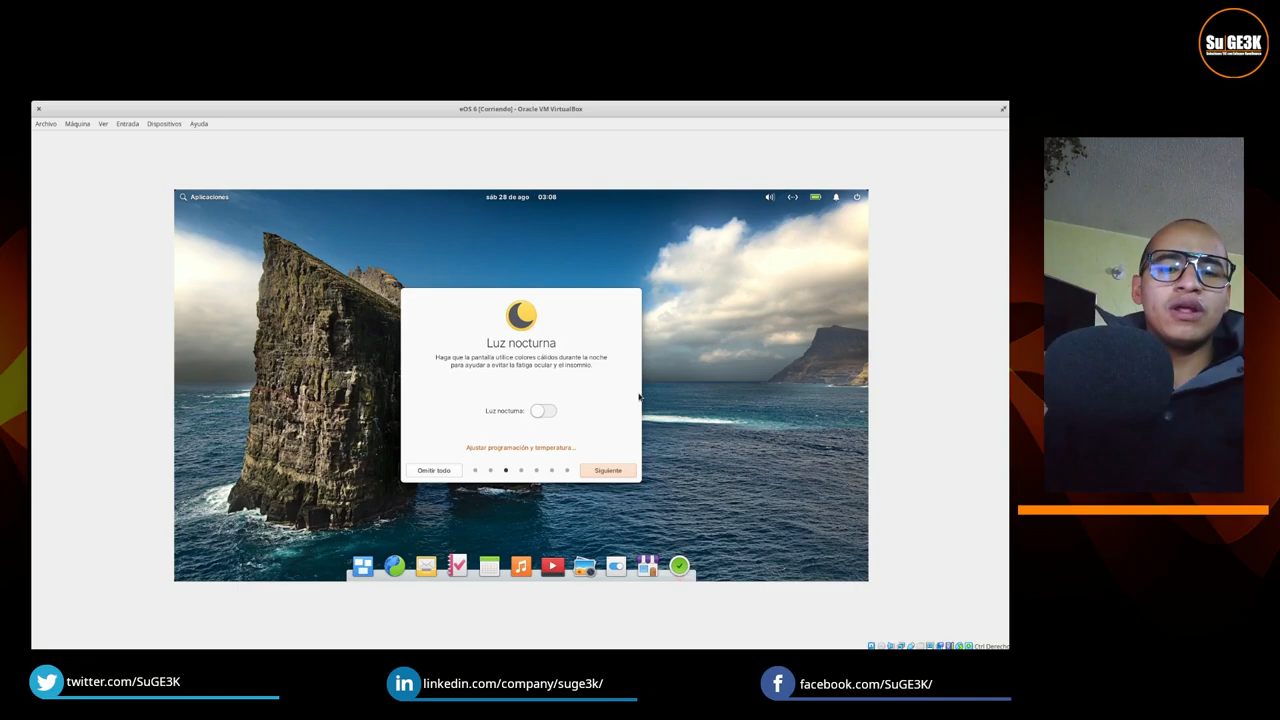 Su GE3K
eOS 6 [Corriendo] - Oracle VM VirtualBox
Archivo Máquina Ver Entrada Dispositivos Ayuda
Aplicaciones sáb 28 de ago 03:08
Luz nocturna
Haga que la pantalla utilice colores cálidos durante la noche
para ayudar a evitar la fatiga ocular y el insomnio.
Luz nocturna:
Ajustar programación y temperatura...
Omitir todo Siguiente
Ctrl Derecho
twitter.com/SuGE3K linkedin.com/company/suge3k/ facebook.com/SuGE3K/